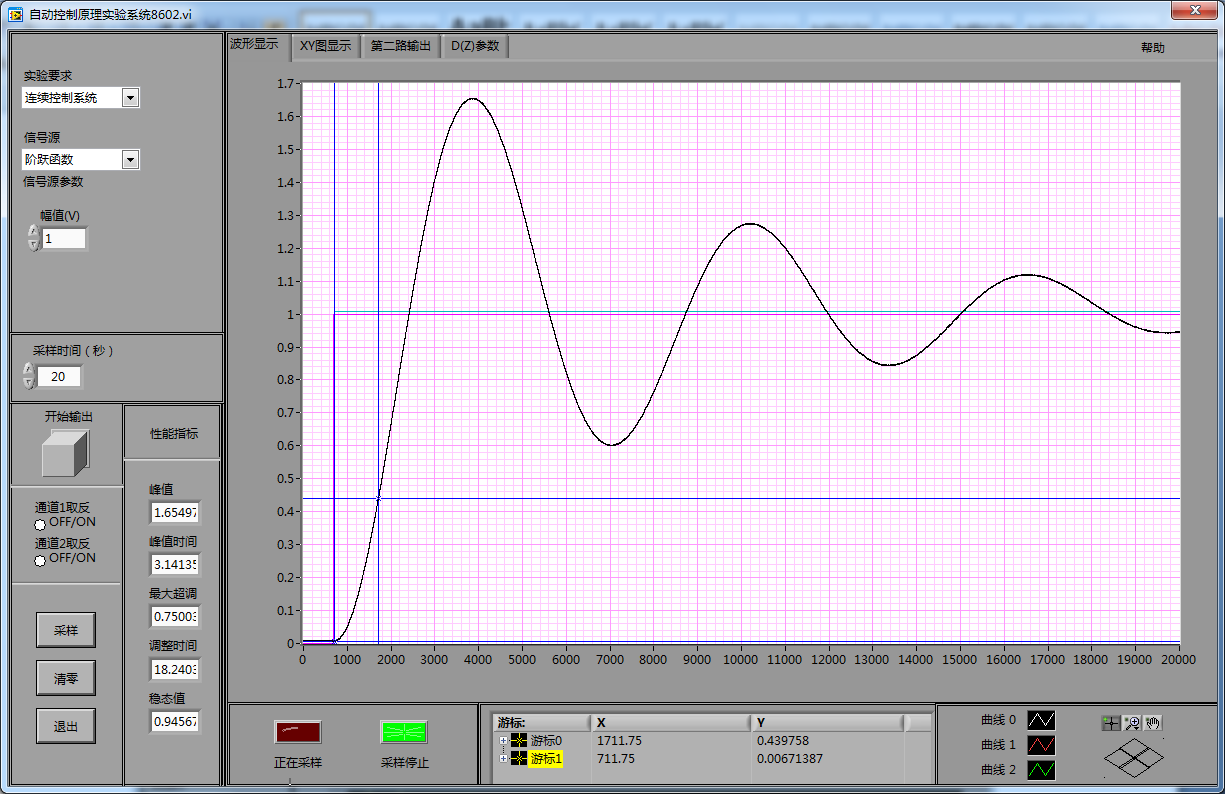 自动控制原理实验系统8602.vi
波形显示
XY图显示
第二路输出
D(Z)参数
帮助
实验要求
连续控制系统
信号源
阶跃函数
信号源参数
幅值(V)
1
采样时间（秒）
20
开始输出
通道1取反
OFF/ON
通道2取反
OFF/ON
采样
清零
退出
性能指标
峰值
1.65497
峰值时间
3.14135
最大超调
0.75003
调整时间
18.2403
稳态值
0.94567
1.7
1.6
1.5
1.4
1.3
1.2
1.1
1
0.9
0.8
0.7
0.6
0.5
0.4
0.3
0.2
0.1
0
0 1000 2000 3000 4000 5000 6000 7000 8000 9000 10000 11000 12000 13000 14000 15000 16000 17000 18000 19000 20000
正在采样
采样停止
游标: X Y
游标0 1711.75 0.439758
游标1 711.75 0.00671387
曲线 0
曲线 1
曲线 2